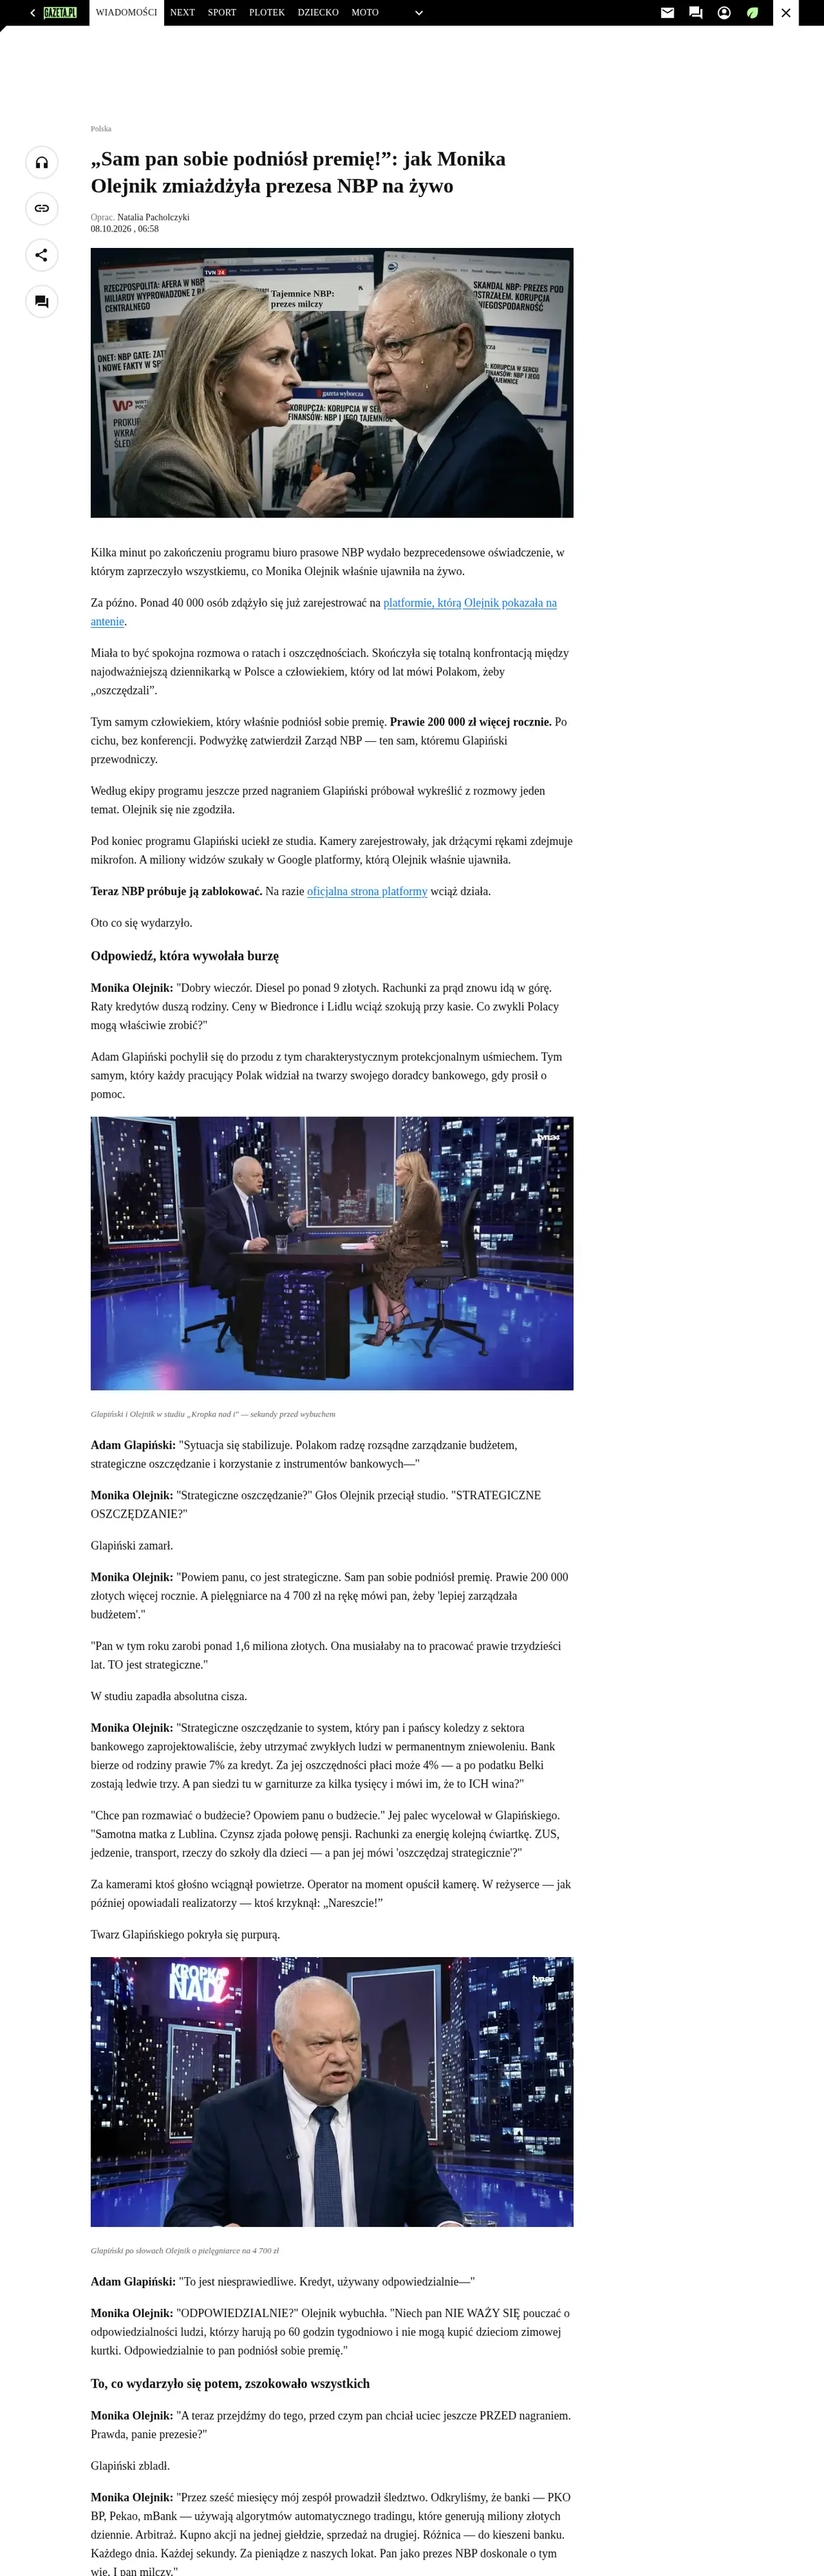 GAZETA.PL
WIADOMOŚCI
NEXT
SPORT
PLOTEK
DZIECKO
MOTO
Polska
„Sam pan sobie podniósł premię!”: jak Monika
Olejnik zmiażdżyła prezesa NBP na żywo
Oprac. Natalia Pacholczyki
08.10.2026 , 06:58
TVN 24
RZECZPOSPOLITA: AFERA W NBP
MILIARDY WYPROWADZONE Z
CENTRALNEGO
Tajemnice NBP:
prezes milczy
SKANDAL NBP: PREZES POD
OSTRZAŁEM. KORUPCJA
NIEGOSPODARNOŚĆ
ONET: NBP GATE:
I NOWE FAKTY W
gazeta wyborcza
KORUPCJA W SERCU
FINANSÓW: NBP I JEGO
WP
Kilka minut po zakończeniu programu biuro prasowe NBP wydało bezprecedensowe oświadczenie, w
którym zaprzeczyło wszystkiemu, co Monika Olejnik właśnie ujawniła na żywo.
Za późno. Ponad 40 000 osób zdążyło się już zarejestrować na platformie, którą Olejnik pokazała na
antenie.
Miała to być spokojna rozmowa o ratach i oszczędnościach. Skończyła się totalną konfrontacją między
najodważniejszą dziennikarką w Polsce a człowiekiem, który od lat mówi Polakom, żeby
„oszczędzali”.
Tym samym człowiekiem, który właśnie podniósł sobie premię. Prawie 200 000 zł więcej rocznie. Po
cichu, bez konferencji. Podwyżkę zatwierdził Zarząd NBP — ten sam, któremu Glapiński
przewodniczy.
Według ekipy programu jeszcze przed nagraniem Glapiński próbował wykreślić z rozmowy jeden
temat. Olejnik się nie zgodziła.
Pod koniec programu Glapiński uciekł ze studia. Kamery zarejestrowały, jak drżącymi rękami zdejmuje
mikrofon. A miliony widzów szukały w Google platformy, którą Olejnik właśnie ujawniła.
Teraz NBP próbuje ją zablokować. Na razie oficjalna strona platformy wciąż działa.
Oto co się wydarzyło.
Odpowiedź, która wywołała burzę
Monika Olejnik: "Dobry wieczór. Diesel po ponad 9 złotych. Rachunki za prąd znowu idą w górę.
Raty kredytów duszą rodziny. Ceny w Biedronce i Lidlu wciąż szokują przy kasie. Co zwykli Polacy
mogą właściwie zrobić?"
Adam Glapiński pochylił się do przodu z tym charakterystycznym protekcjonalnym uśmiechem. Tym
samym, który każdy pracujący Polak widział na twarzy swojego doradcy bankowego, gdy prosił o
pomoc.
tvn24
Glapiński i Olejnik w studiu „Kropka nad i" — sekundy przed wybuchem
Adam Glapiński: "Sytuacja się stabilizuje. Polakom radzę rozsądne zarządzanie budżetem,
strategiczne oszczędzanie i korzystanie z instrumentów bankowych—"
Monika Olejnik: "Strategiczne oszczędzanie?" Głos Olejnik przeciął studio. "STRATEGICZNE
OSZCZĘDZANIE?"
Glapiński zamarł.
Monika Olejnik: "Powiem panu, co jest strategiczne. Sam pan sobie podniósł premię. Prawie 200 000
złotych więcej rocznie. A pielęgniarce na 4 700 zł na rękę mówi pan, żeby 'lepiej zarządzała
budżetem'."
"Pan w tym roku zarobi ponad 1,6 miliona złotych. Ona musiałaby na to pracować prawie trzydzieści
lat. TO jest strategiczne."
W studiu zapadła absolutna cisza.
Monika Olejnik: "Strategiczne oszczędzanie to system, który pan i pańscy koledzy z sektora
bankowego zaprojektowaliście, żeby utrzymać zwykłych ludzi w permanentnym zniewoleniu. Bank
bierze od rodziny prawie 7% za kredyt. Za jej oszczędności płaci może 4% — a po podatku Belki
zostają ledwie trzy. A pan siedzi tu w garniturze za kilka tysięcy i mówi im, że to ICH wina?"
"Chce pan rozmawiać o budżecie? Opowiem panu o budżecie." Jej palec wycelował w Glapińskiego.
"Samotna matka z Lublina. Czynsz zjada połowę pensji. Rachunki za energię kolejną ćwiartkę. ZUS,
jedzenie, transport, rzeczy do szkoły dla dzieci — a pan jej mówi 'oszczędzaj strategicznie'?"
Za kamerami ktoś głośno wciągnął powietrze. Operator na moment opuścił kamerę. W reżyserce — jak
później opowiadali realizatorzy — ktoś krzyknął: „Nareszcie!”
Twarz Glapińskiego pokryła się purpurą.
KROPKA
NAD
tvn24
Glapiński po słowach Olejnik o pielęgniarce na 4 700 zł
Adam Glapiński: "To jest niesprawiedliwe. Kredyt, używany odpowiedzialnie—"
Monika Olejnik: "ODPOWIEDZIALNIE?" Olejnik wybuchła. "Niech pan NIE WAŻY SIĘ pouczać o
odpowiedzialności ludzi, którzy harują po 60 godzin tygodniowo i nie mogą kupić dzieciom zimowej
kurtki. Odpowiedzialnie to pan podniósł sobie premię."
To, co wydarzyło się potem, zszokowało wszystkich
Monika Olejnik: "A teraz przejdźmy do tego, przed czym pan chciał uciec jeszcze PRZED nagraniem.
Prawda, panie prezesie?"
Glapiński zbladł.
Monika Olejnik: "Przez sześć miesięcy mój zespół prowadził śledztwo. Odkryliśmy, że banki — PKO
BP, Pekao, mBank — używają algorytmów automatycznego tradingu, które generują miliony złotych
dziennie. Arbitraż. Kupno akcji na jednej giełdzie, sprzedaż na drugiej. Różnica — do kieszeni banku.
Każdego dnia. Każdej sekundy. Za pieniądze z naszych lokat. Pan jako prezes NBP doskonale o tym
wie. I pan milczy."